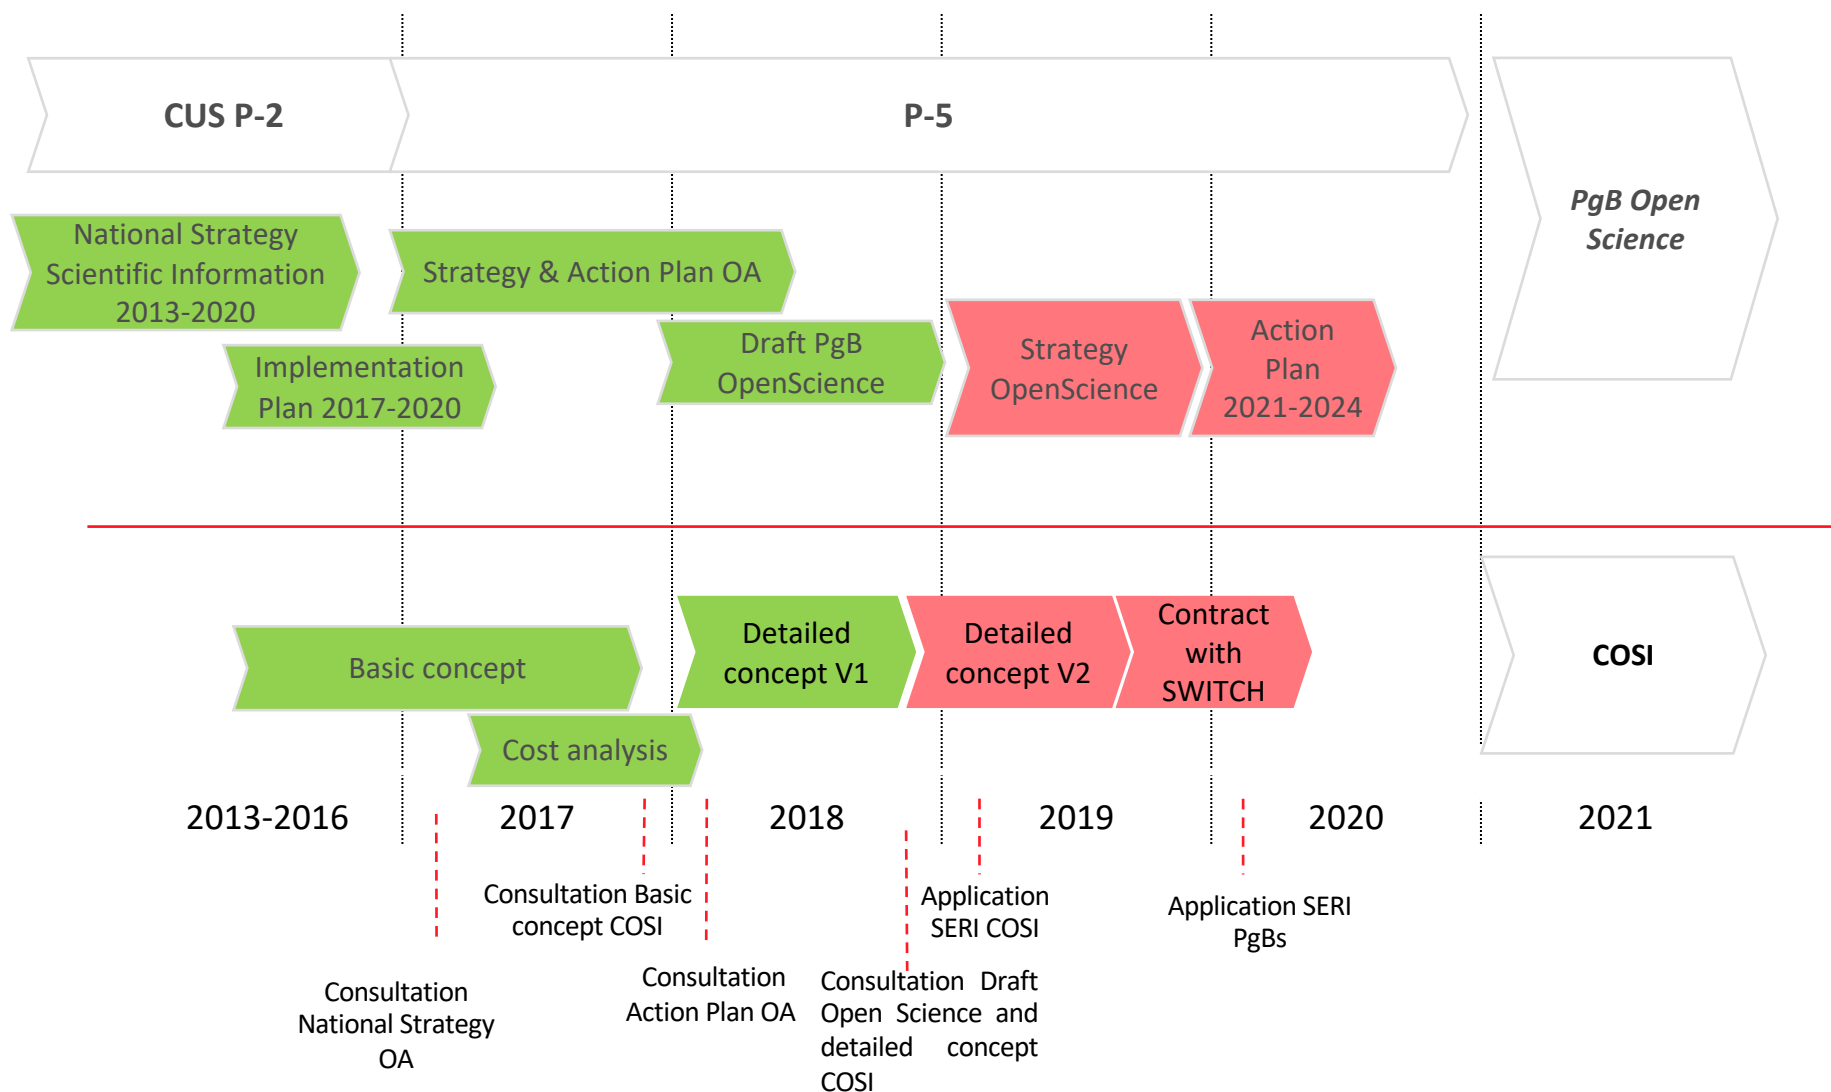 CUS P-2
P-5
PgB Open
Science
National Strategy
Scientific Information
2013-2020
Strategy & Action Plan OA
Implementation
Plan 2017-2020
Draft PgB
OpenScience
Strategy
OpenScience
Action
Plan
2021-2024
Basic concept
Cost analysis
Detailed
concept V1
Detailed
concept V2
Contract
with
SWITCH
COSI
2013-2016
2017
2018
2019
2020
2021
Consultation Basic
concept COSI
Application
SERI COSI
Application SERI
PgBs
Consultation
National Strategy
OA
Consultation
Action Plan OA
Consultation Draft
Open Science and
detailed concept
COSI